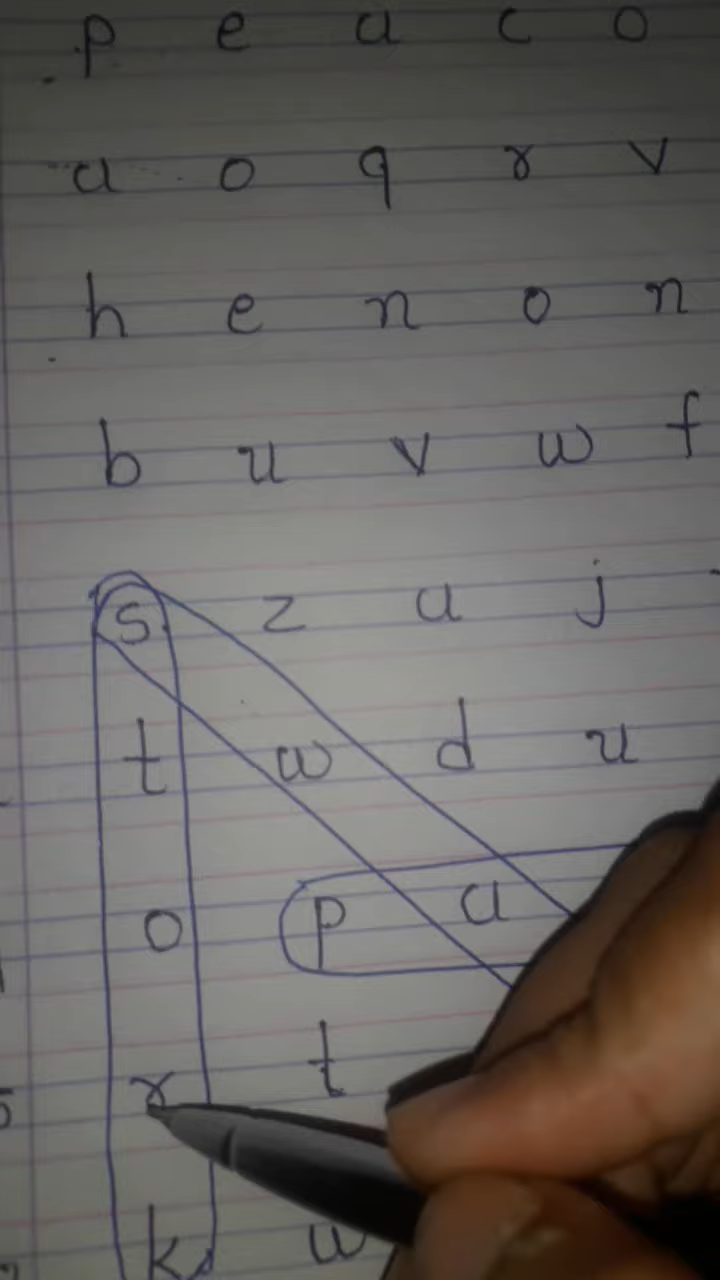 p e a c o
a o q r v
h e n o n
b u v w f
s z a j
t w d u
o p a
r t
k w